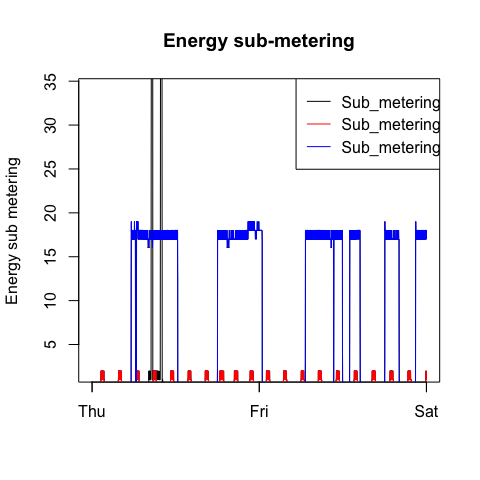 Energy sub-metering
35
30
25
20
15
10
5
Energy sub metering
Sub_metering
Sub_metering
Sub_metering
Thu
Fri
Sat